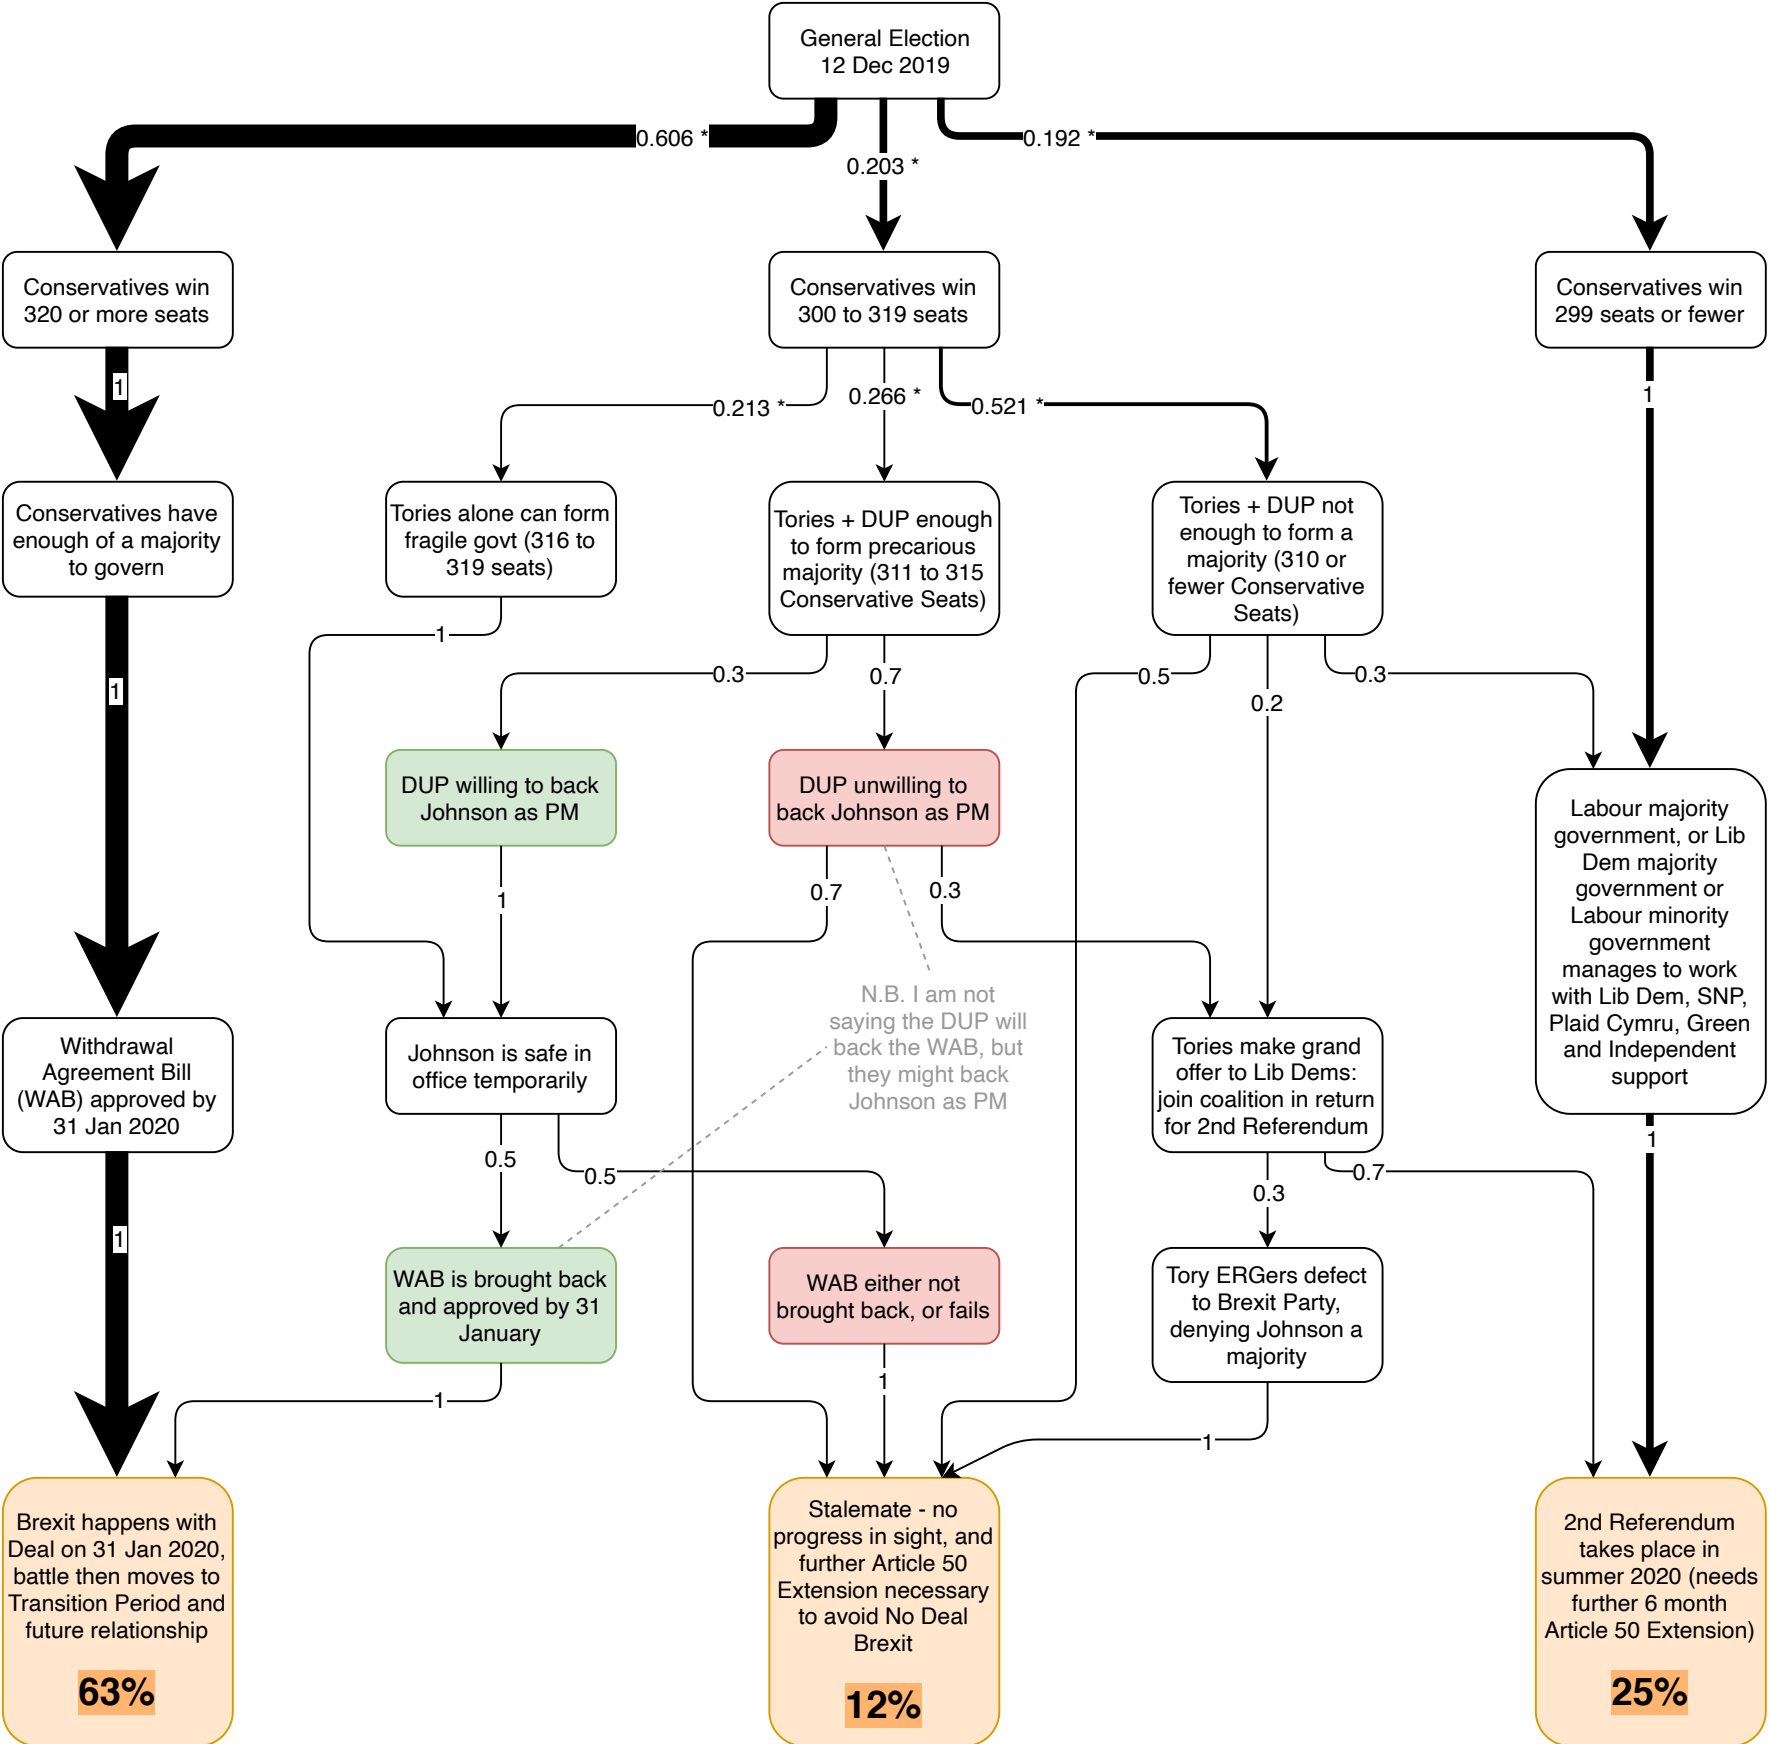 General Election
12 Dec 2019
0.606 *
0.203 *
0.192 *
Conservatives win
320 or more seats
Conservatives win
300 to 319 seats
Conservatives win
299 seats or fewer
1
0.213 *
0.266 *
0.521 *
1
Conservatives have
enough of a majority
to govern
Tories alone can form
fragile govt (316 to
319 seats)
Tories + DUP enough
to form precarious
majority (311 to 315
Conservative Seats)
Tories + DUP not
enough to form a
majority (310 or
fewer Conservative
Seats)
1
1
0.3
0.7
0.5
0.2
0.3
DUP willing to back
Johnson as PM
DUP unwilling to
back Johnson as PM
Labour majority
government, or Lib
Dem majority
government or
Labour minority
government
manages to work
with Lib Dem, SNP,
Plaid Cymru, Green
and Independent
support
1
0.7
0.3
N.B. I am not
saying the DUP will
back the WAB, but
they might back
Johnson as PM
Withdrawal
Agreement Bill
(WAB) approved by
31 Jan 2020
Johnson is safe in
office temporarily
Tories make grand
offer to Lib Dems:
join coalition in return
for 2nd Referendum
1
0.5
0.5
0.3
0.7
1
WAB is brought back
and approved by 31
January
WAB either not
brought back, or fails
Tory ERGers defect
to Brexit Party,
denying Johnson a
majority
1
1
1
Brexit happens with
Deal on 31 Jan 2020,
battle then moves to
Transition Period and
future relationship
63%
Stalemate - no
progress in sight, and
further Article 50
Extension necessary
to avoid No Deal
Brexit
12%
2nd Referendum
takes place in
summer 2020 (needs
further 6 month
Article 50 Extension)
25%